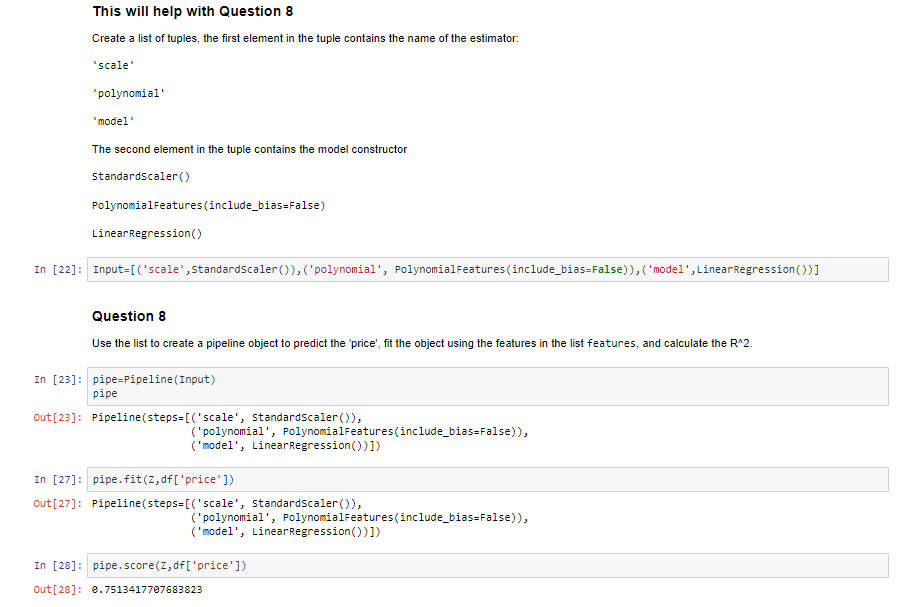 This will help with Question 8
Create a list of tuples, the first element in the tuple contains the name of the estimator:
'scale'
'polynomial'
'model'
The second element in the tuple contains the model constructor
StandardScaler()
PolynomialFeatures(include_bias=False)
LinearRegression()
In [22]: Input=[('scale',StandardScaler()),('polynomial', PolynomialFeatures(include_bias=False)),('model',LinearRegression())]
Question 8
Use the list to create a pipeline object to predict the 'price', fit the object using the features in the list features, and calculate the R^2.
In [23]: pipe=Pipeline(Input)
pipe
Out[23]: Pipeline(steps=[('scale', StandardScaler()),
('polynomial', PolynomialFeatures(include_bias=False)),
('model', LinearRegression())])
In [27]: pipe.fit(Z,df['price'])
Out[27]: Pipeline(steps=[('scale', StandardScaler()),
('polynomial', PolynomialFeatures(include_bias=False)),
('model', LinearRegression())])
In [28]: pipe.score(Z,df['price'])
Out[28]: 0.7513417707683823